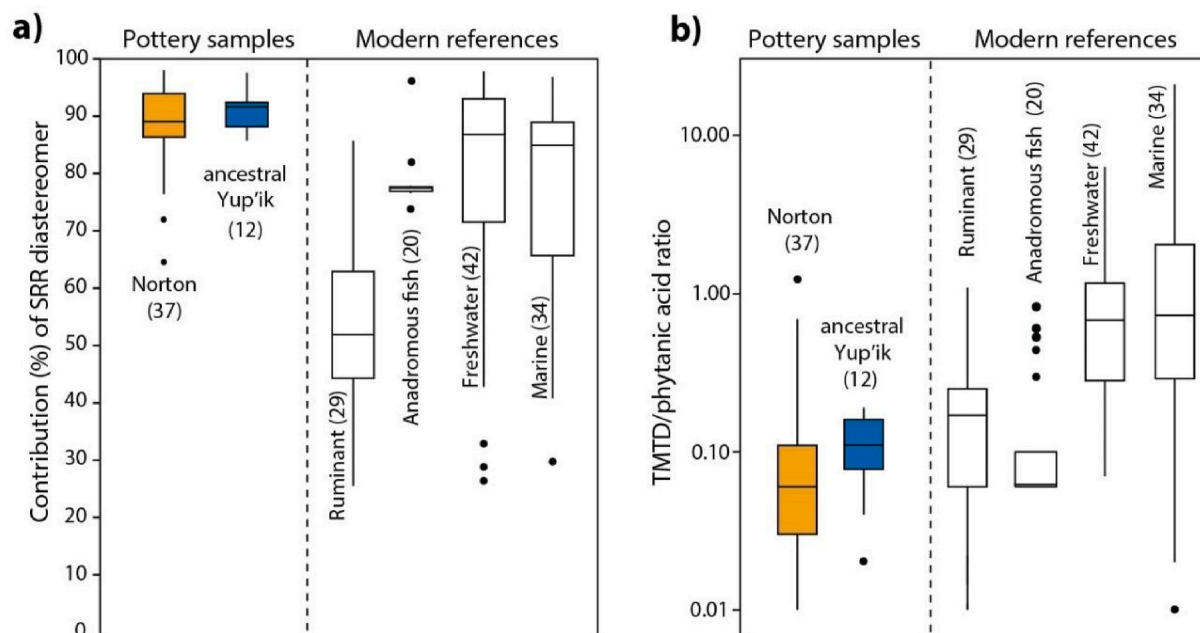 a)
Pottery samples
Modern references
Contribution (%) of SRR diastereomer
100
90
80
70
60
50
40
30
20
10
0
Norton
(37)
ancestral
Yup'ik
(12)
Ruminant (29)
Anadromous fish (20)
Freshwater (42)
Marine (34)
b)
Pottery samples
Modern references
TMTD/phytanic acid ratio
10.00
1.00
0.10
0.01
Norton
(37)
ancestral
Yup'ik
(12)
Ruminant (29)
Anadromous fish (20)
Freshwater (42)
Marine (34)